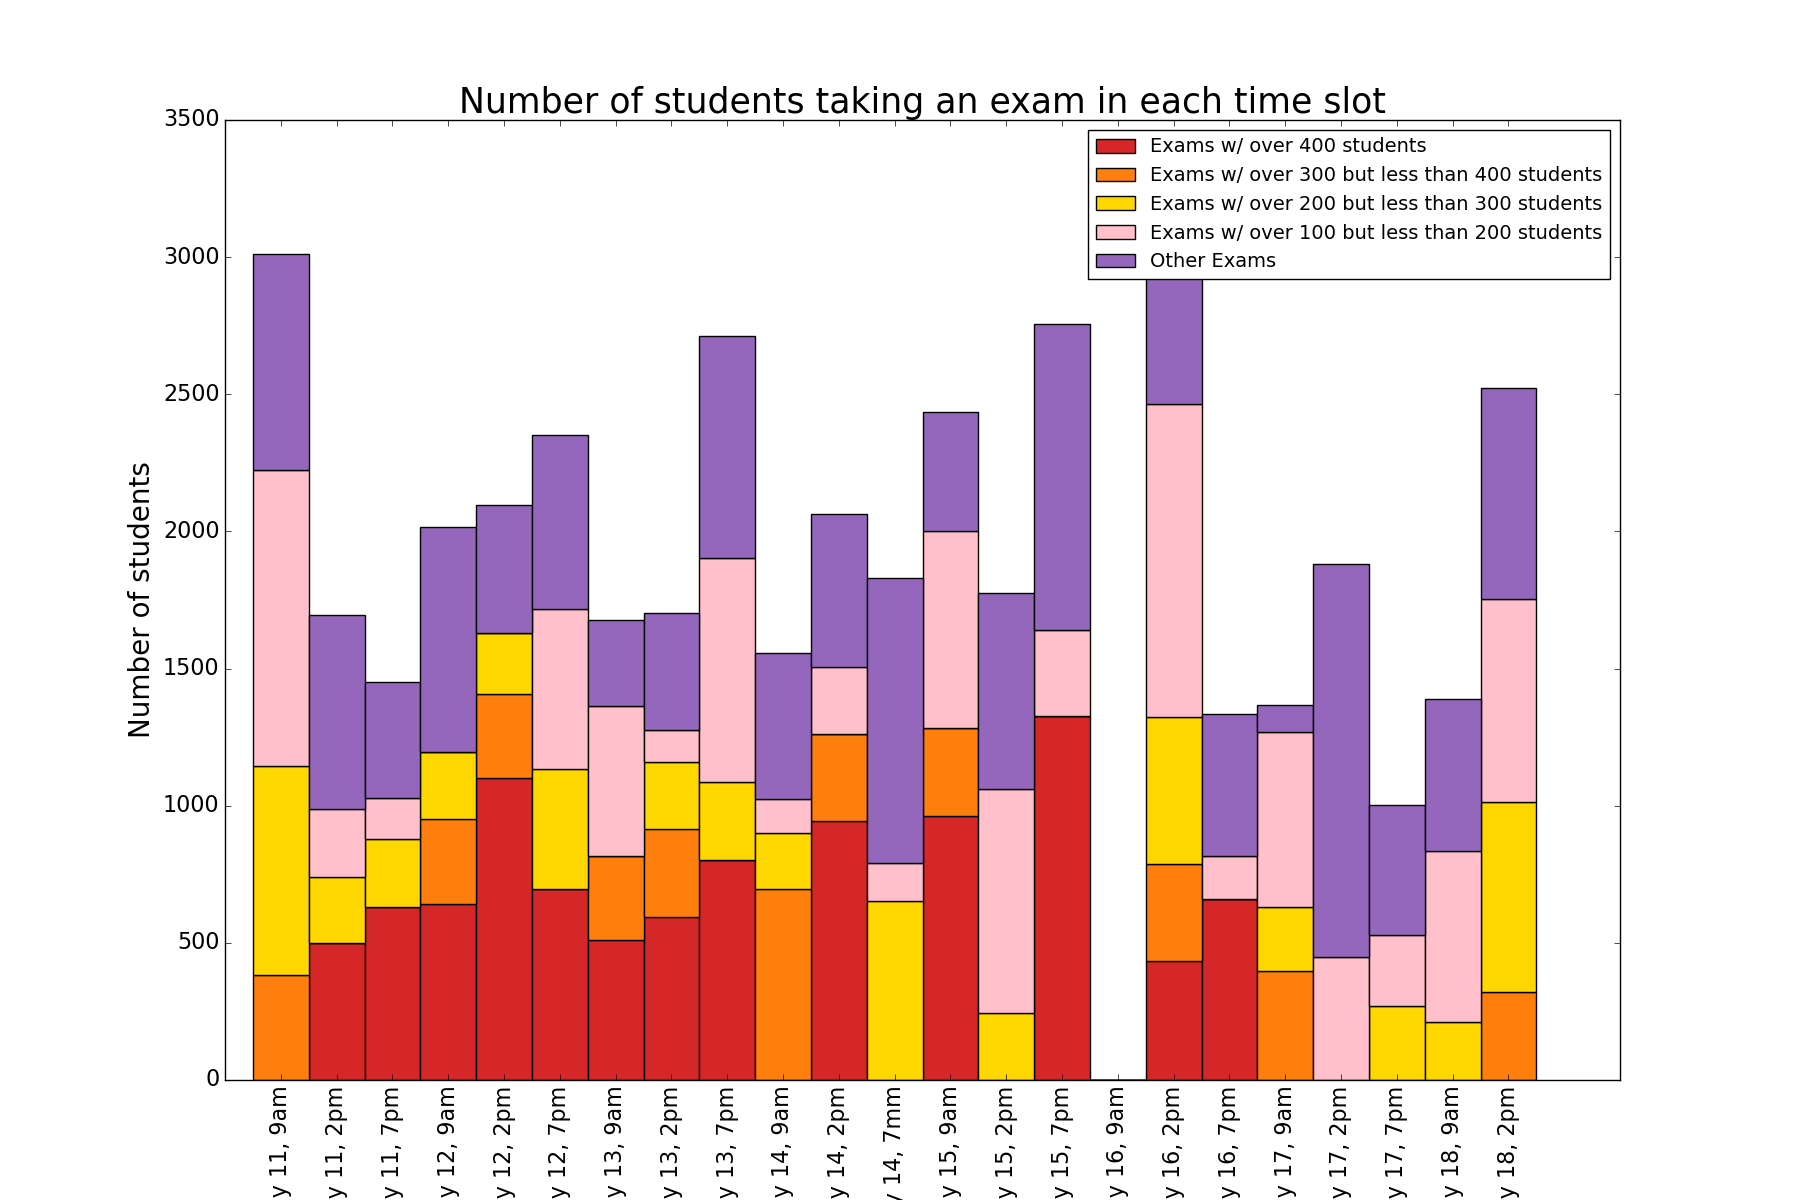 Number of students taking an exam in each time slot
Exams w/ over 400 students
Exams w/ over 300 but less than 400 students
Exams w/ over 200 but less than 300 students
Exams w/ over 100 but less than 200 students
Other Exams
Number of students
3500
3000
2500
2000
1500
1000
500
0
y 11, 9am
y 11, 2pm
y 11, 7pm
y 12, 9am
y 12, 2pm
y 12, 7pm
y 13, 9am
y 13, 2pm
y 13, 7pm
y 14, 9am
y 14, 2pm
y 14, 7mm
y 15, 9am
y 15, 2pm
y 15, 7pm
y 16, 9am
y 16, 2pm
y 16, 7pm
y 17, 9am
y 17, 2pm
y 17, 7pm
y 18, 9am
y 18, 2pm